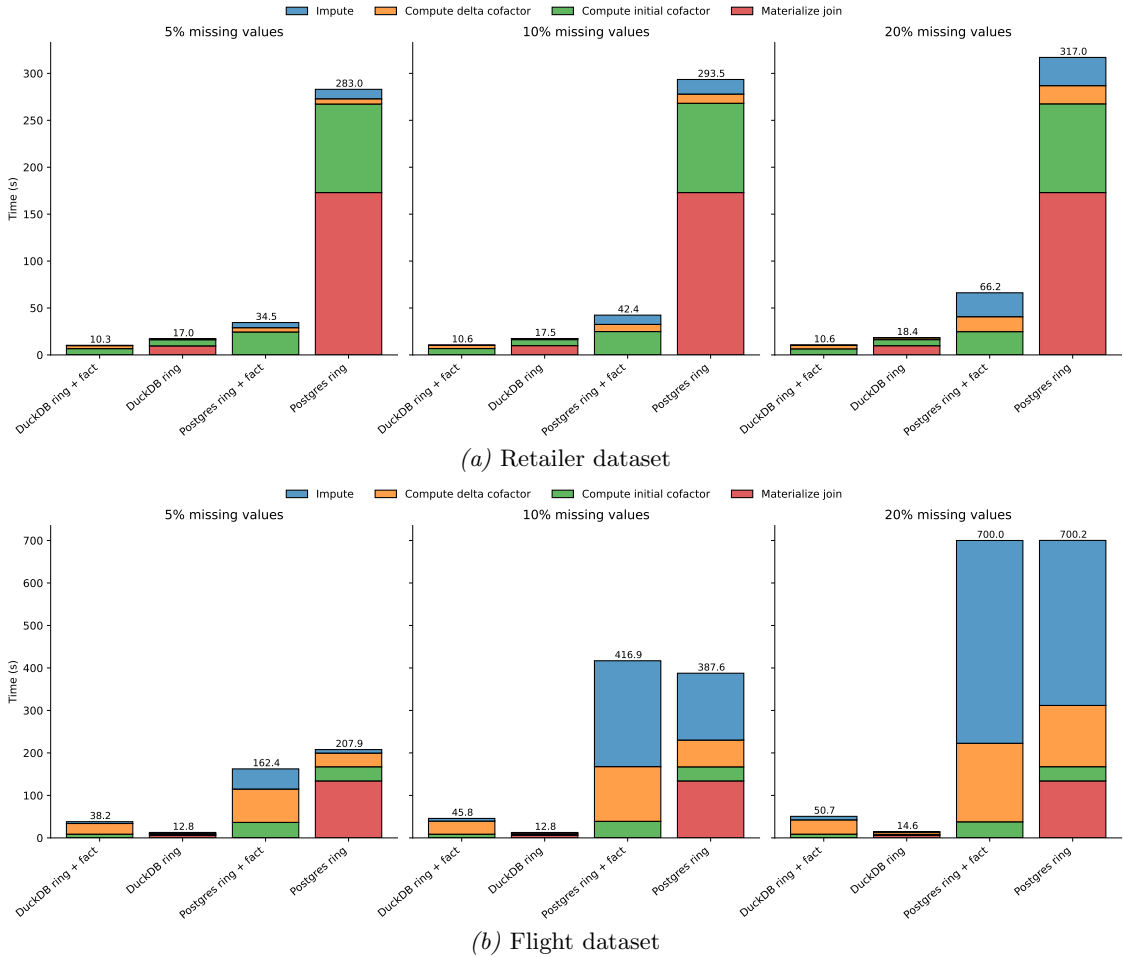 Impute Compute delta cofactor Compute initial cofactor Materialize join
5% missing values 10% missing values 20% missing values
Time (s)
300
250
200
150
100
50
0
10.3 17.0 34.5 283.0
10.6 17.5 42.4 293.5
10.6 18.4 66.2 317.0
DuckDB ring + fact DuckDB ring Postgres ring + fact Postgres ring
DuckDB ring + fact DuckDB ring Postgres ring + fact Postgres ring
DuckDB ring + fact DuckDB ring Postgres ring + fact Postgres ring
(a) Retailer dataset
Impute Compute delta cofactor Compute initial cofactor Materialize join
5% missing values 10% missing values 20% missing values
Time (s)
700
600
500
400
300
200
100
0
38.2 12.8 162.4 207.9
45.8 12.8 416.9 387.6
50.7 14.6 700.0 700.2
DuckDB ring + fact DuckDB ring Postgres ring + fact Postgres ring
DuckDB ring + fact DuckDB ring Postgres ring + fact Postgres ring
DuckDB ring + fact DuckDB ring Postgres ring + fact Postgres ring
(b) Flight dataset